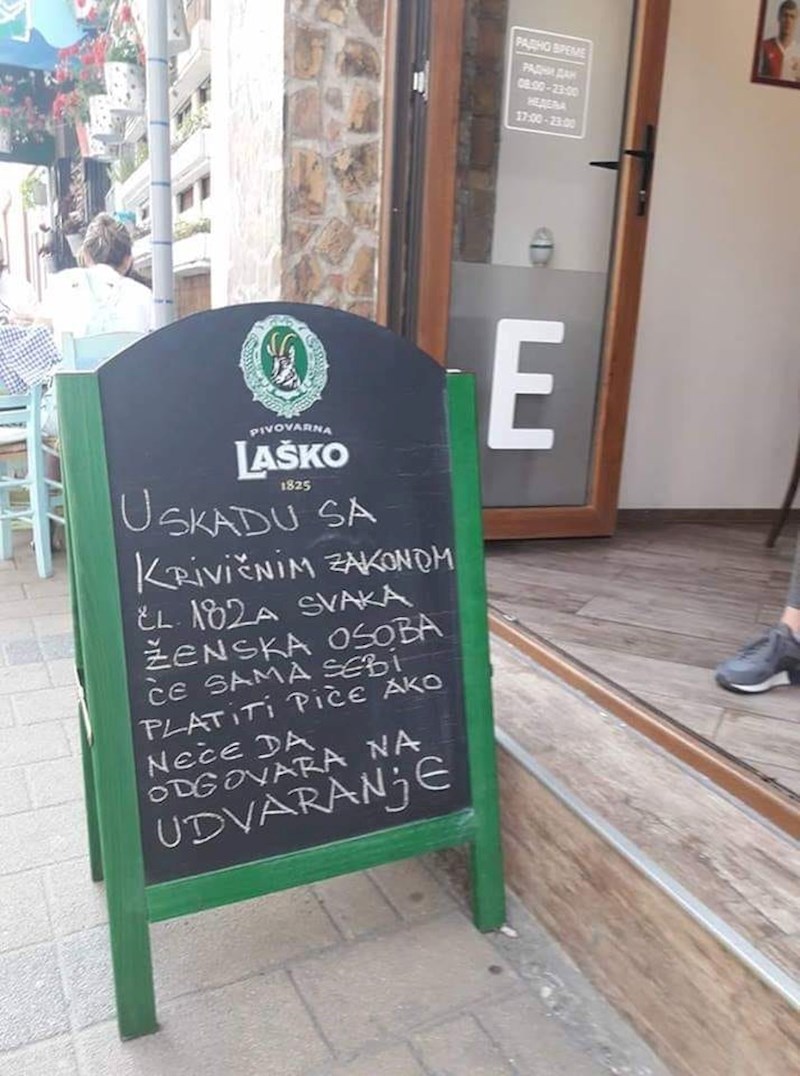 РАДНО ВРЕМЕ
РАДНИ ДАН
08:00 - 23:00
НЕДЕЉА
17:00 - 23:00
E
PIVOVARNA
LAŠKO
1825
USKADU SA
KRIVIČNIM ZAKONOM
ČL. 182A SVAKA
ŽENSKA OSOBA
ĆE SAMA SEBI
PLATITI PIĆE AKO
NEĆE DA
ODGOVARA NA
UDVARANjE